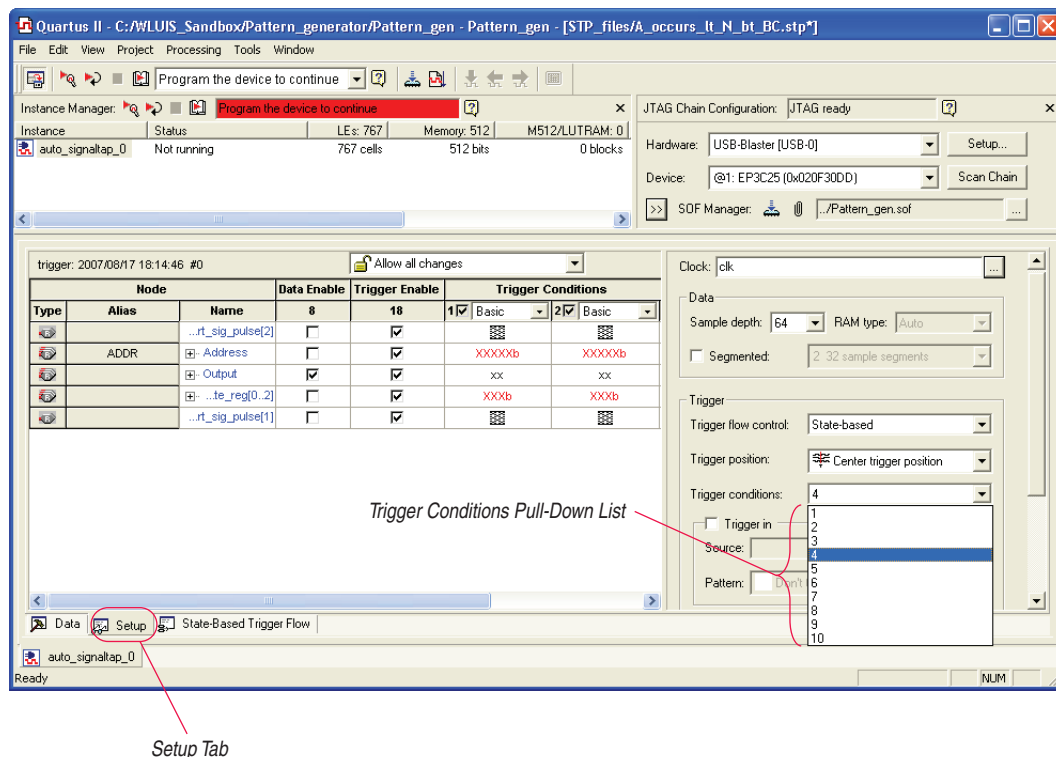 Quartus II - C:/WLUIS_Sandbox/Pattern_generator/Pattern_gen - Pattern_gen - [STP_files/A_occurs_lt_N_bt_BC.stp*]
File Edit View Project Processing Tools Window
Program the device to continue
Instance Manager: Program the device to continue
JTAG Chain Configuration: JTAG ready
Instance Status LEs: 767 Memory: 512 M512/LUTRAM: 0
auto_signaltap_0 Not running 767 cells 512 bits 0 blocks
Hardware: USB-Blaster [USB-0] Setup...
Device: @1: EP3C25 (0x020F30DD) Scan Chain
>> SOF Manager: ../Pattern_gen.sof ...
trigger: 2007/08/17 18:14:46 #0 Allow all changes
Node Data Enable Trigger Enable Trigger Conditions
Type Alias Name 8 18 1 Basic 2 Basic
...rt_sig_pulse[2]
ADDR Address XXXXXb XXXXXb
Output XX XX
...te_reg[0..2] XXXb XXXb
...rt_sig_pulse[1]
Clock: clk ...
Data
Sample depth: 64 RAM type: Auto
Segmented: 2 32 sample segments
Trigger
Trigger flow control: State-based
Trigger position: Center trigger position
Trigger conditions: 4
Trigger in
Source:
Pattern: Don't
1
2
3
4
5
6
7
8
9
10
Trigger Conditions Pull-Down List
Data Setup State-Based Trigger Flow
auto_signaltap_0
Ready NUM
Setup Tab